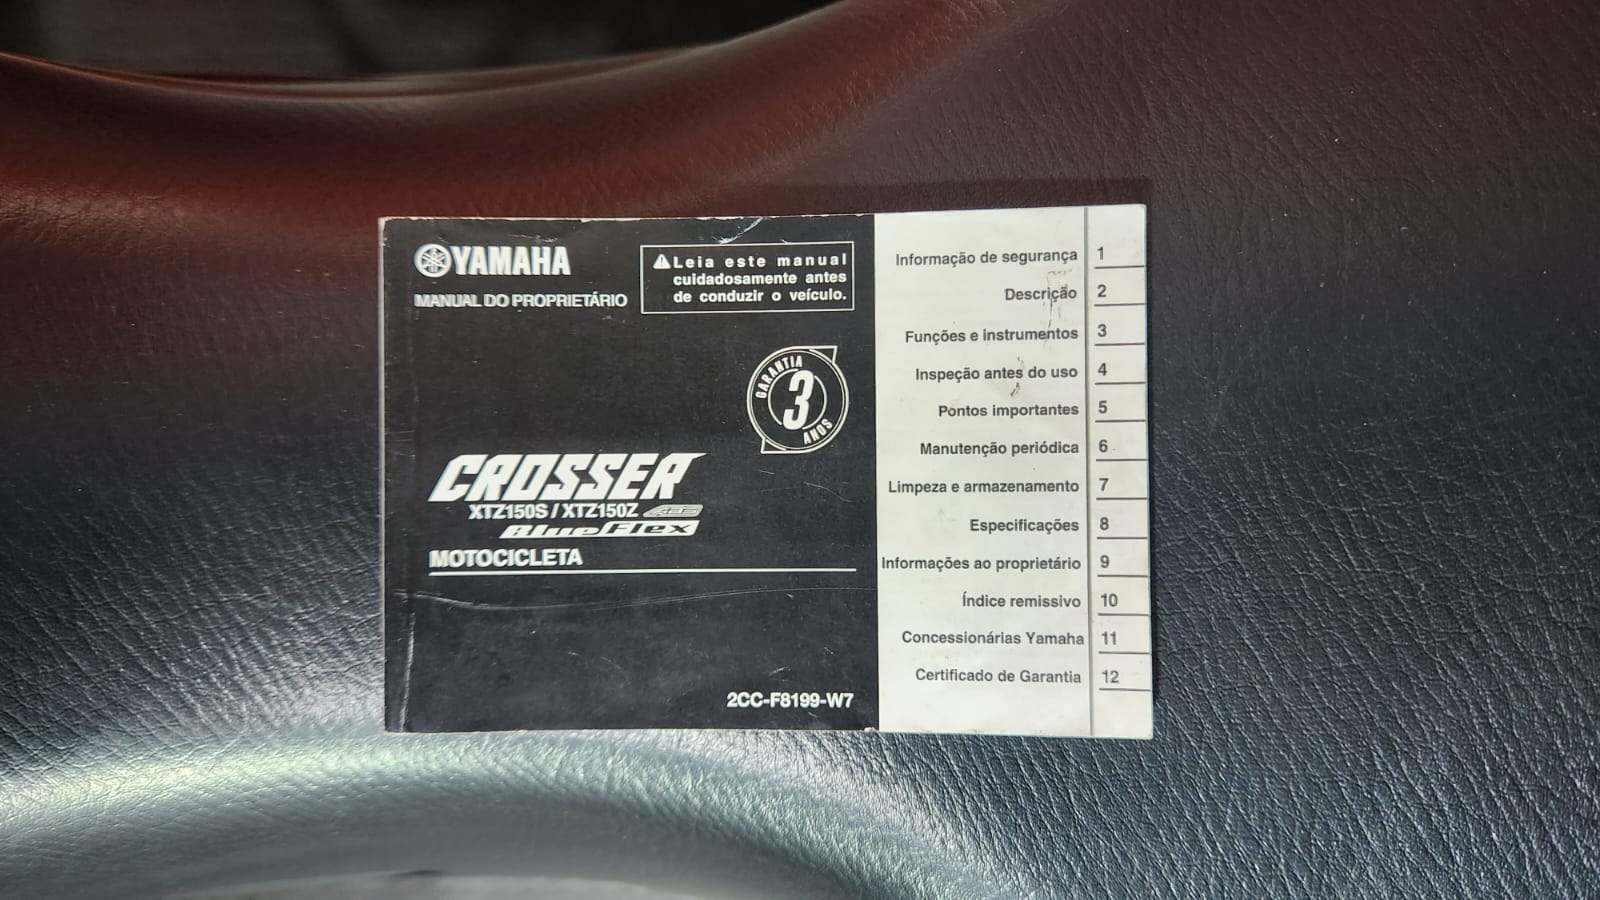 YAMAHA
MANUAL DO PROPRIETÁRIO
Leia este manual
cuidadosamente antes
de conduzir o veículo.
GARANTIA
3
ANOS
CROSSER
XTZ150S / XTZ150Z ABS
BlueFlex
MOTOCICLETA
2CC-F8199-W7
Informação de segurança 1
Descrição 2
Funções e instrumentos 3
Inspeção antes do uso 4
Pontos importantes 5
Manutenção periódica 6
Limpeza e armazenamento 7
Especificações 8
Informações ao proprietário 9
Índice remissivo 10
Concessionárias Yamaha 11
Certificado de Garantia 12